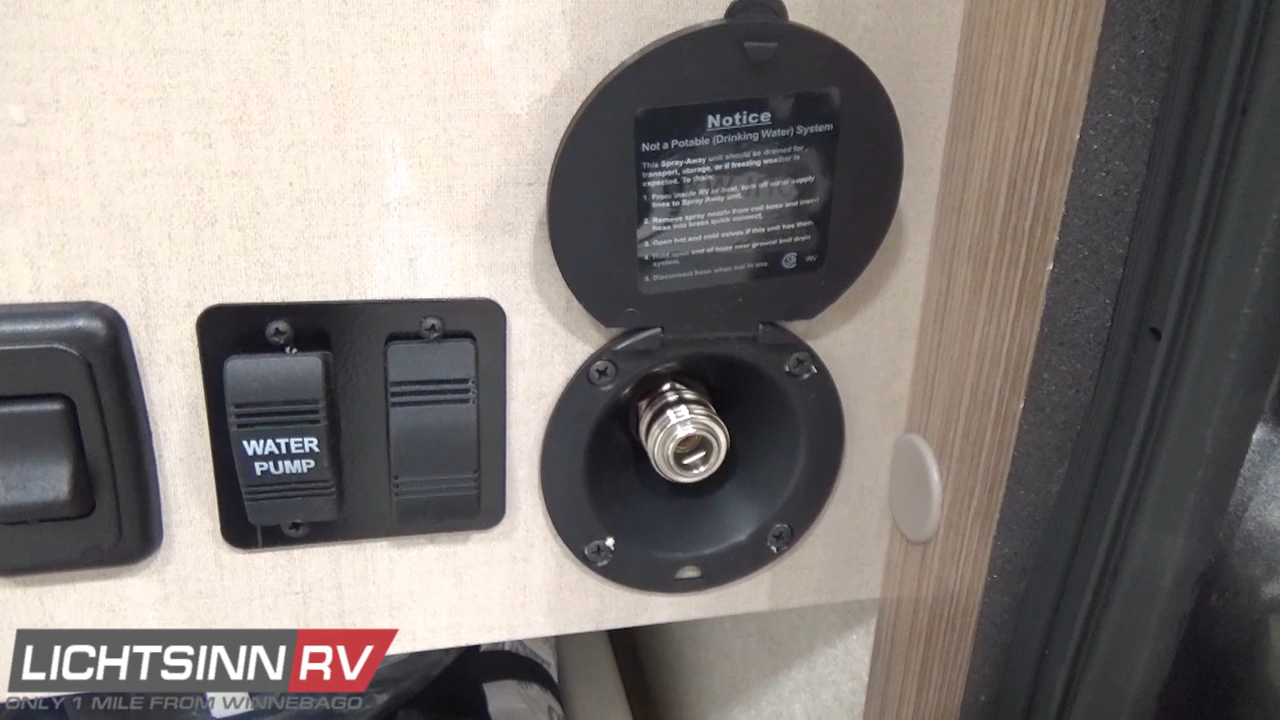 Notice
Not a Potable (Drinking Water) System
This Spray-Away unit should be drained for
transport, storage, or if freezing weather is
expected. To drain:
1. From inside RV or boat, turn off water supply
lines to Spray Away unit.
2. Remove spray nozzle from coil hose and insert
hose into brass quick connect.
3. Open hot and cold valves if this unit has them
4. Hold open end of hose near ground and drain
system.
5. Disconnect hose when not in use.
RV
WATER
PUMP
LICHTSINN RV
ONLY 1 MILE FROM WINNEBAGO